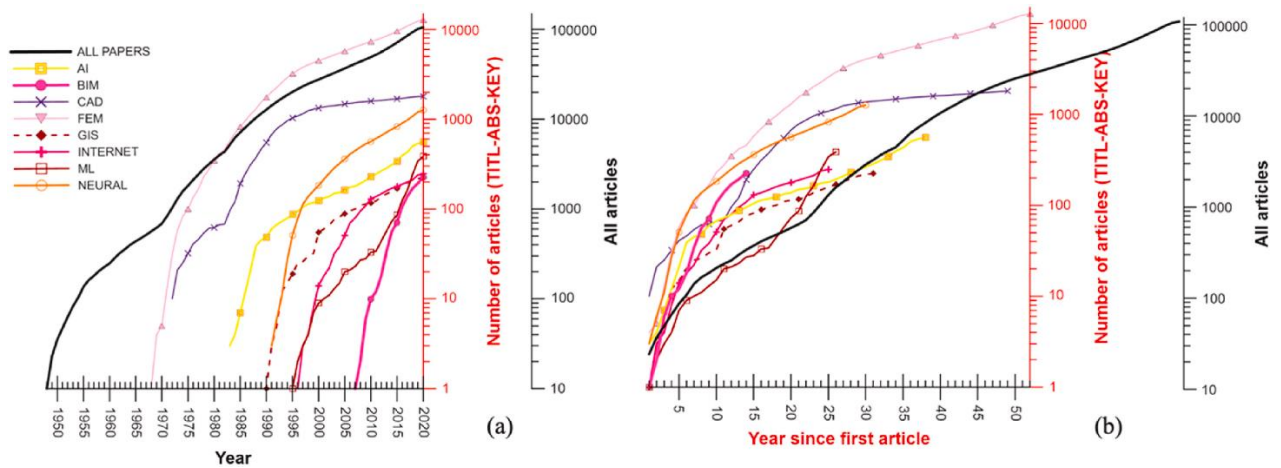 ALL PAPERS
AI
BIM
CAD
FEM
GIS
INTERNET
ML
NEURAL
10000
1000
100
10
1
Number of articles (TITL-ABS-KEY)
100000
10000
1000
100
10
All articles
1950
1955
1960
1965
1970
1975
1980
1985
1990
1995
2000
2005
2010
2015
2020
Year
(a)
10000
1000
100
10
1
Number of articles (TITL-ABS-KEY)
100000
10000
1000
100
10
All articles
5
10
15
20
25
30
35
40
45
50
Year since first article
(b)